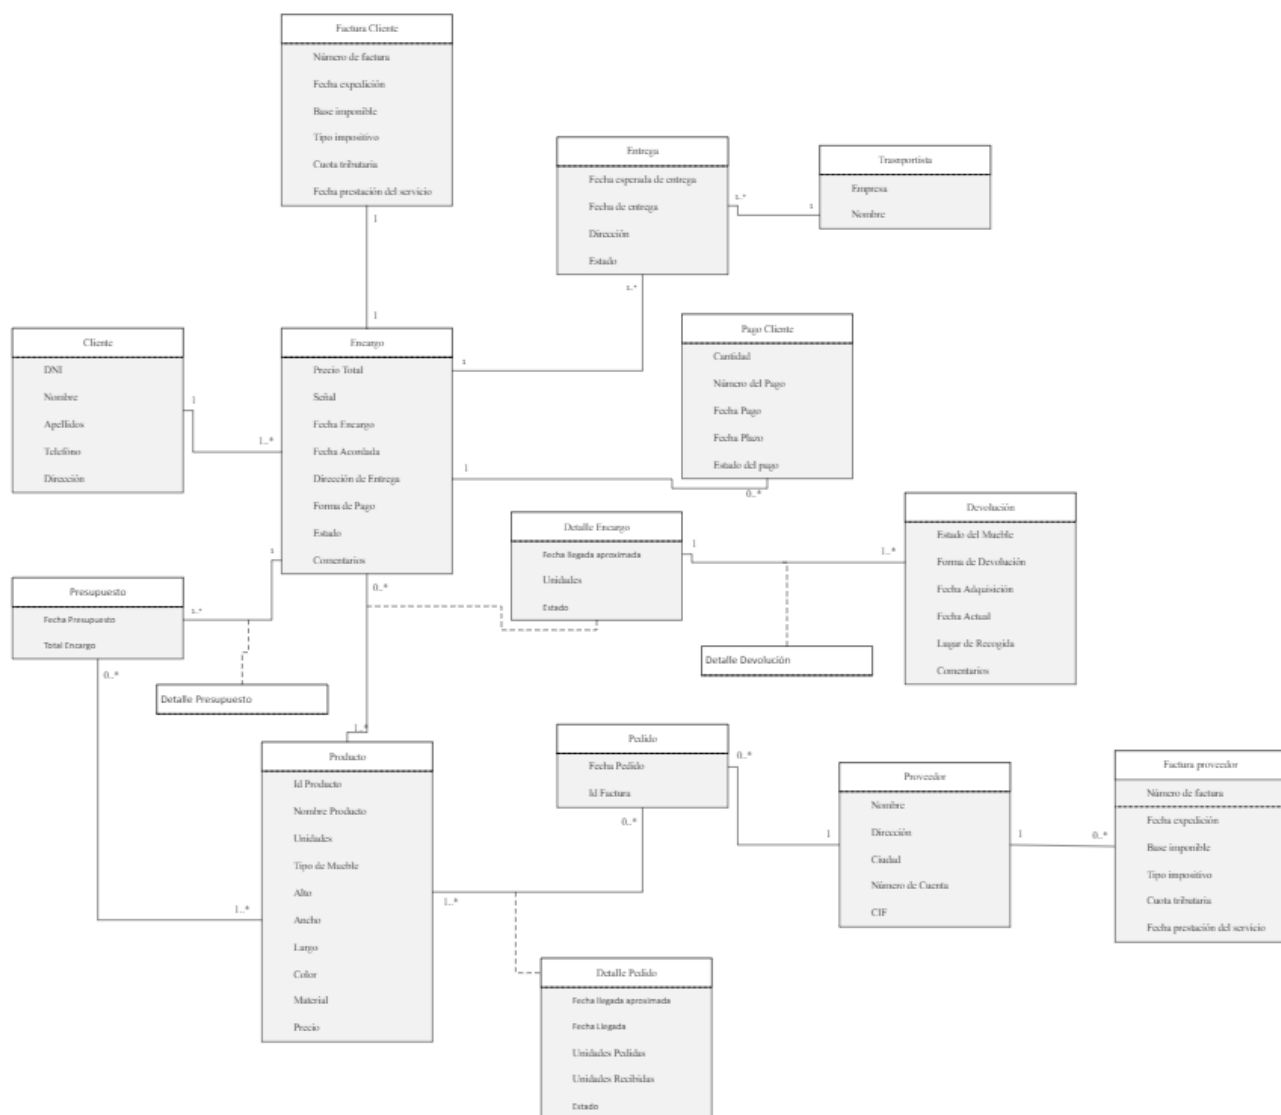 Factura Cliente
Número de factura
Fecha expedición
Base imponible
Tipo impositivo
Cuota tributaria
Fecha prestación del servicio
1
1
Entrega
Fecha esperada de entrega
Fecha de entrega
Dirección
Estado
1..*
1
1..*
1
Trasnportista
Empresa
Nombre
Cliente
DNI
Nombre
Apellidos
Teléfono
Dirección
1
1..*
Encargo
Precio Total
Señal
Fecha Encargo
Fecha Acordada
Dirección de Entrega
Forma de Pago
Estado
Comentarios
Pago Cliente
Cantidad
Número del Pago
Fecha Pago
Fecha Plazo
Estado del pago
1
0..*
Detalle Encargo
Fecha llegada aproximada
Unidades
Estado
1
1..*
Devolución
Estado del Mueble
Forma de Devolución
Fecha Adquisición
Fecha Actual
Lugar de Recogida
Comentarios
Detalle Devolución
Presupuesto
Fecha Presupuesto
Total Encargo
1
1..*
0..*
0..*
Detalle Presupuesto
1..*
1..*
Producto
Id Producto
Nombre Producto
Unidades
Tipo de Mueble
Alto
Ancho
Largo
Color
Material
Precio
Pedido
Fecha Pedido
Id Factura
0..*
0..*
1..*
1
Proveedor
Nombre
Dirección
Ciudad
Número de Cuenta
CIF
1
0..*
Factura proveedor
Número de factura
Fecha expedición
Base imponible
Tipo impositivo
Cuota tributaria
Fecha prestación del servicio
Detalle Pedido
Fecha llegada aproximada
Fecha Llegada
Unidades Pedidas
Unidades Recibidas
Estado